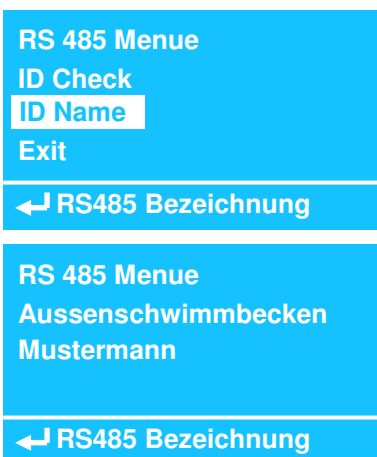 RS 485 Menue
ID Check
ID Name
Exit
RS485 Bezeichnung
RS 485 Menue
Aussenschwimmbecken
Mustermann
RS485 Bezeichnung